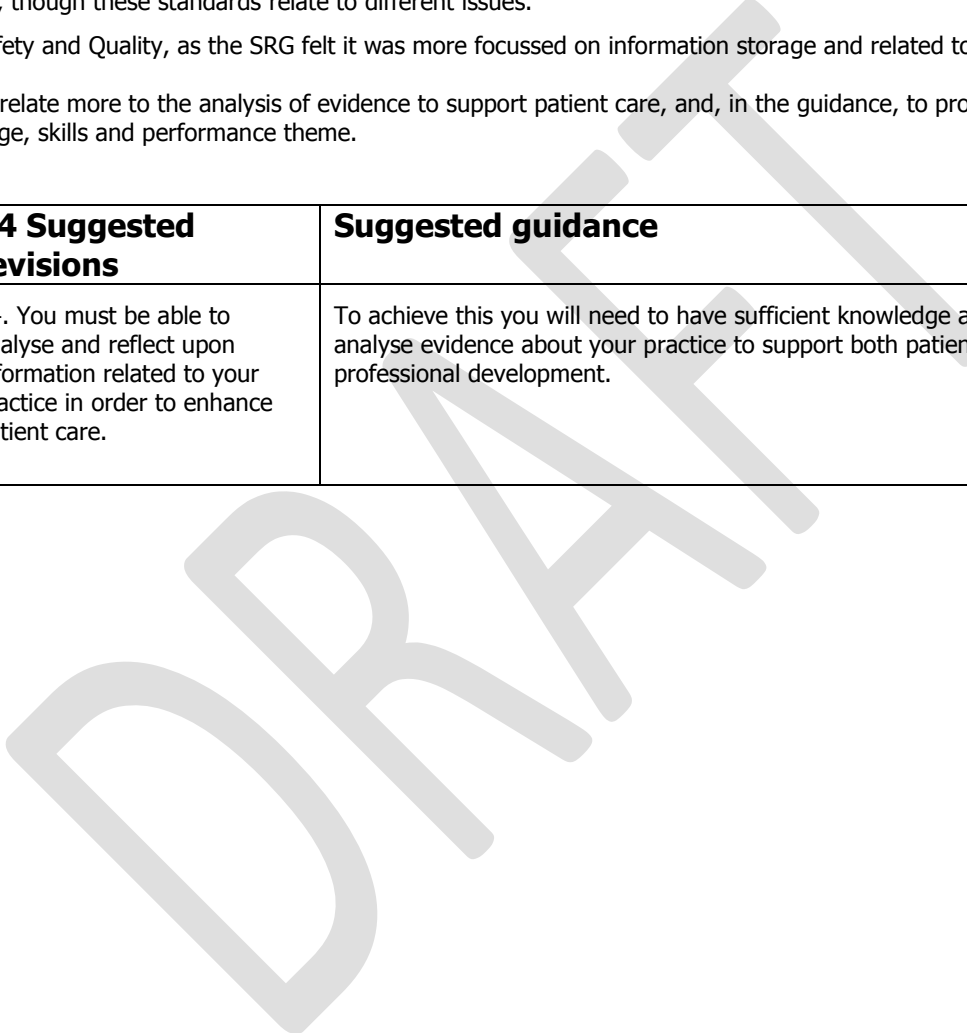 , though these standards relate to different issues.
fety and Quality, as the SRG felt it was more focussed on information storage and related to
relate more to the analysis of evidence to support patient care, and, in the guidance, to pro
ge, skills and performance theme.
4 Suggested
evisions
Suggested guidance
. You must be able to
alyse and reflect upon
formation related to your
actice in order to enhance
tient care.
To achieve this you will need to have sufficient knowledge a
analyse evidence about your practice to support both patien
professional development.
DRAFT